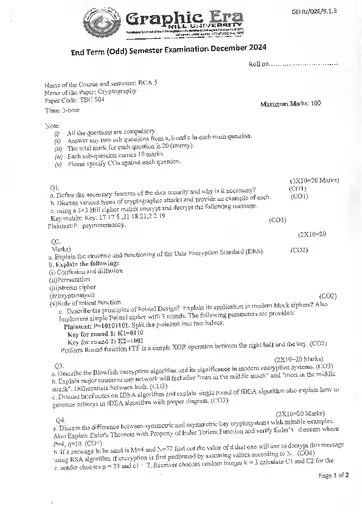 GEHU/026/9.1.3
Graphic Era
HILL UNIVERSITY
End Term (Odd) Semester Examination December 2024
Roll no
Name of the Course and semester: BCA 5
Name of the Paper: Cryptography
Paper Code: TBC 504
Time: 3-hour
Maximum Marks: 100
Note:
(i) All the questions are compulsory.
(ii) Answer any two sub questions from a, b and c in each main question.
(iii) The total mark for each question is 20 (twenty).
(iv) Each sub-question carries 10 marks.
(v) Please specify COs against each question.
(2X10=20 Marks)
Q1.
a. Define the necessary features of the data security and why is it necessary? (CO1)
b. Discuss various types of cryptographic attacks and provide an example of each. (CO1)
c. using a 3×3 Hill cipher matrix encrypt and decrypt the following message.
Key matrix: Key: 17 17 5 ,21 18 21,2 2 19
Plaintext P: paymoremoney. (CO1)
(2X10=20
Q2.
Marks)
a. Explain the structure and functioning of the Data Encryption Standard (DES). (CO2)
b. Explain the followings
(i) Confusion and diffusion
(ii)Permutation
(iii)stream cipher
(iv)cryptanalysis
(v)Role of totient Function (CO2)
c. Describe the principles of Feistel Design? Explain its application in modern block ciphers? Also
Implement simple Feistel cipher with 3 rounds. The following parameters are provided:
Plaintext: P=10101101. Split the plaintext into two halves.
Key for round 1: K1=0110
Key for round 2: K2=1001
Perform Round function FTF is a simple XOR operation between the right half and the key. (CO2)
Q3. (2X10=20 Marks)
a. Describe the Blowfish encryption algorithm and its significance in modern encryption systems. (CO3)
b. Explain major concerns any network will feel after "man in the middle attack" and "meet in the middle
attack". Differentiate between both. (CO3)
c. Discuss brief notes on IDEA algorithm and explain single round of IDEA algorithm also explain how to
generate subkeys in IDEA algorithm with proper diagram. (CO3)
Q4. (2X10=20 Marks)
a. Discuss the difference between symmetric and asymmetric key cryptosystems with suitable examples.
Also Explain Euler's Theorem with Property of Euler Totient Function and verify Euler's theorem where
(CO4)
b. If a message to be send is M=4 and N=77 find out the value of d that one will use to decrypt this message
using RSA algorithm if encryption is first performed by assuming values according to N. (CO4)
c. sender chooses p = 23 and e1 = 7. Receiver chooses random integer k = 3 calculate C1 and C2 for the
Page 1 of 2